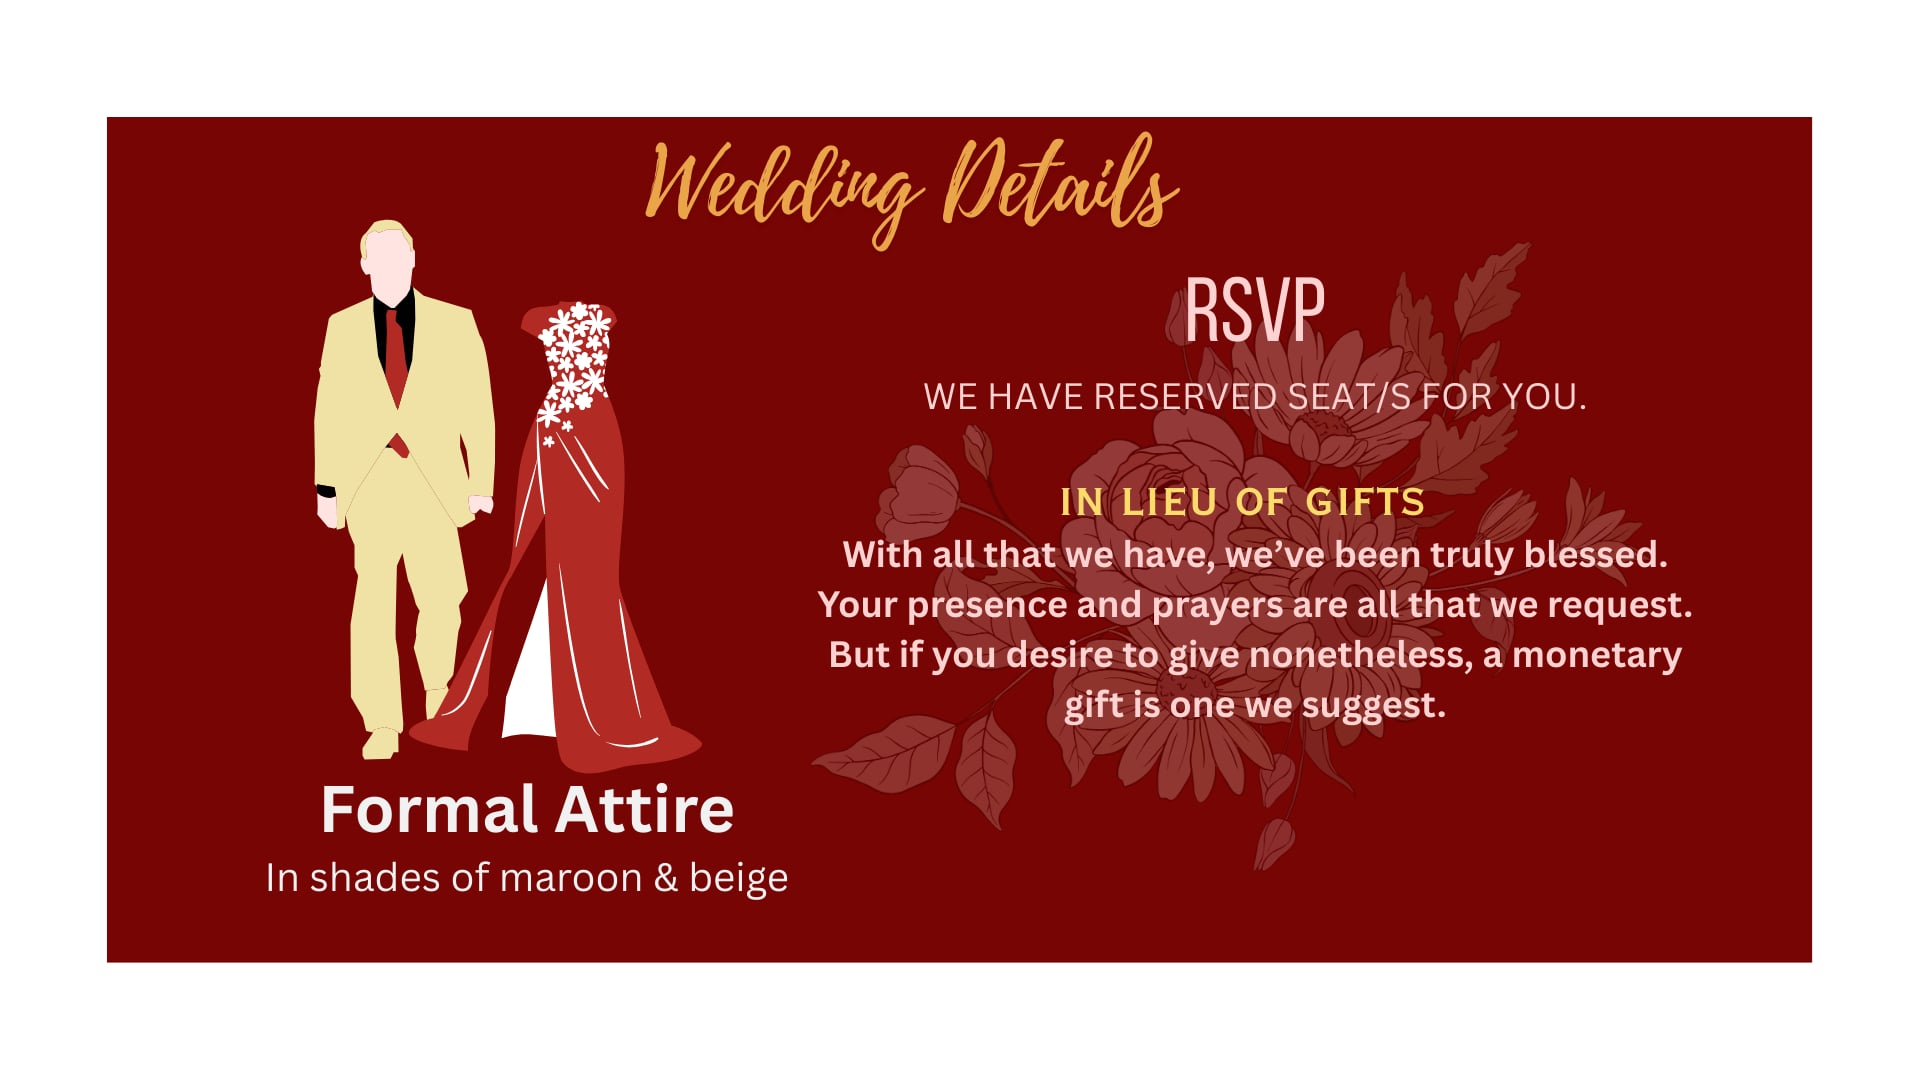 Wedding Details
RSVP
WE HAVE RESERVED SEAT/S FOR YOU.
IN LIEU OF GIFTS
With all that we have, we’ve been truly blessed.
Your presence and prayers are all that we request.
But if you desire to give nonetheless, a monetary
gift is one we suggest.
Formal Attire
In shades of maroon & beige